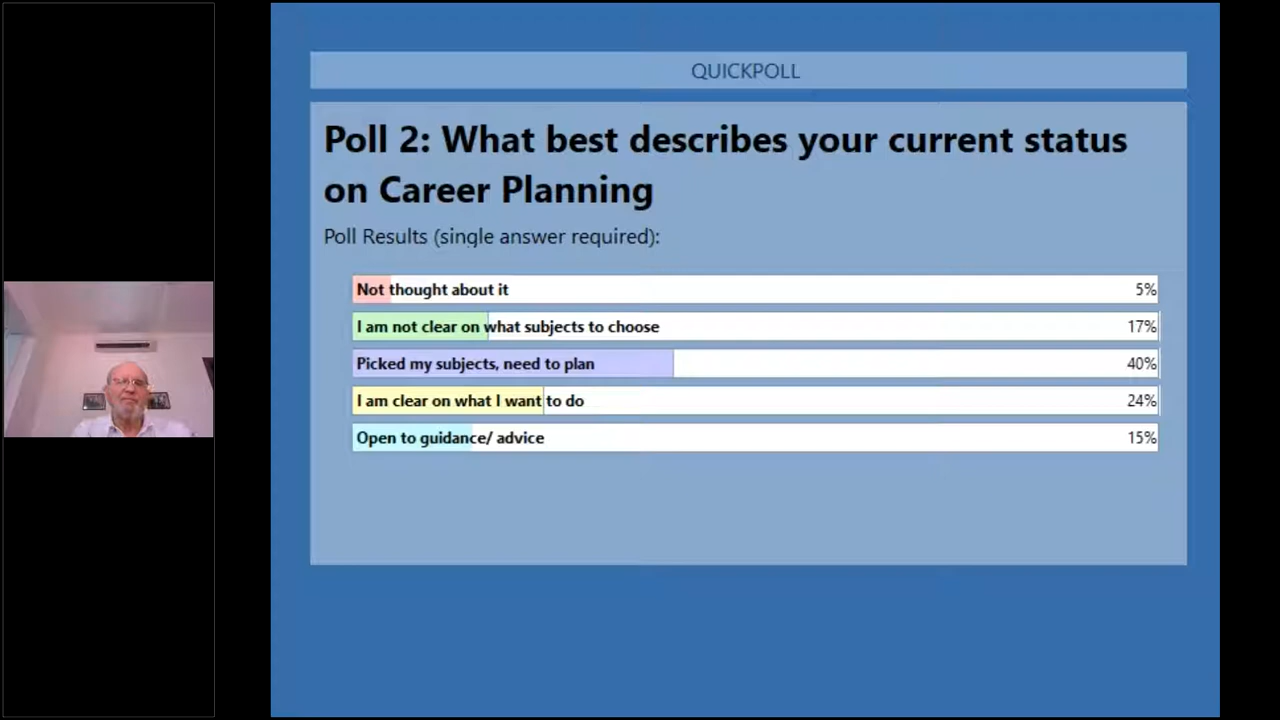 QUICKPOLL
Poll 2: What best describes your current status
on Career Planning
Poll Results (single answer required):
Not thought about it 5%
I am not clear on what subjects to choose 17%
Picked my subjects, need to plan 40%
I am clear on what I want to do 24%
Open to guidance/ advice 15%